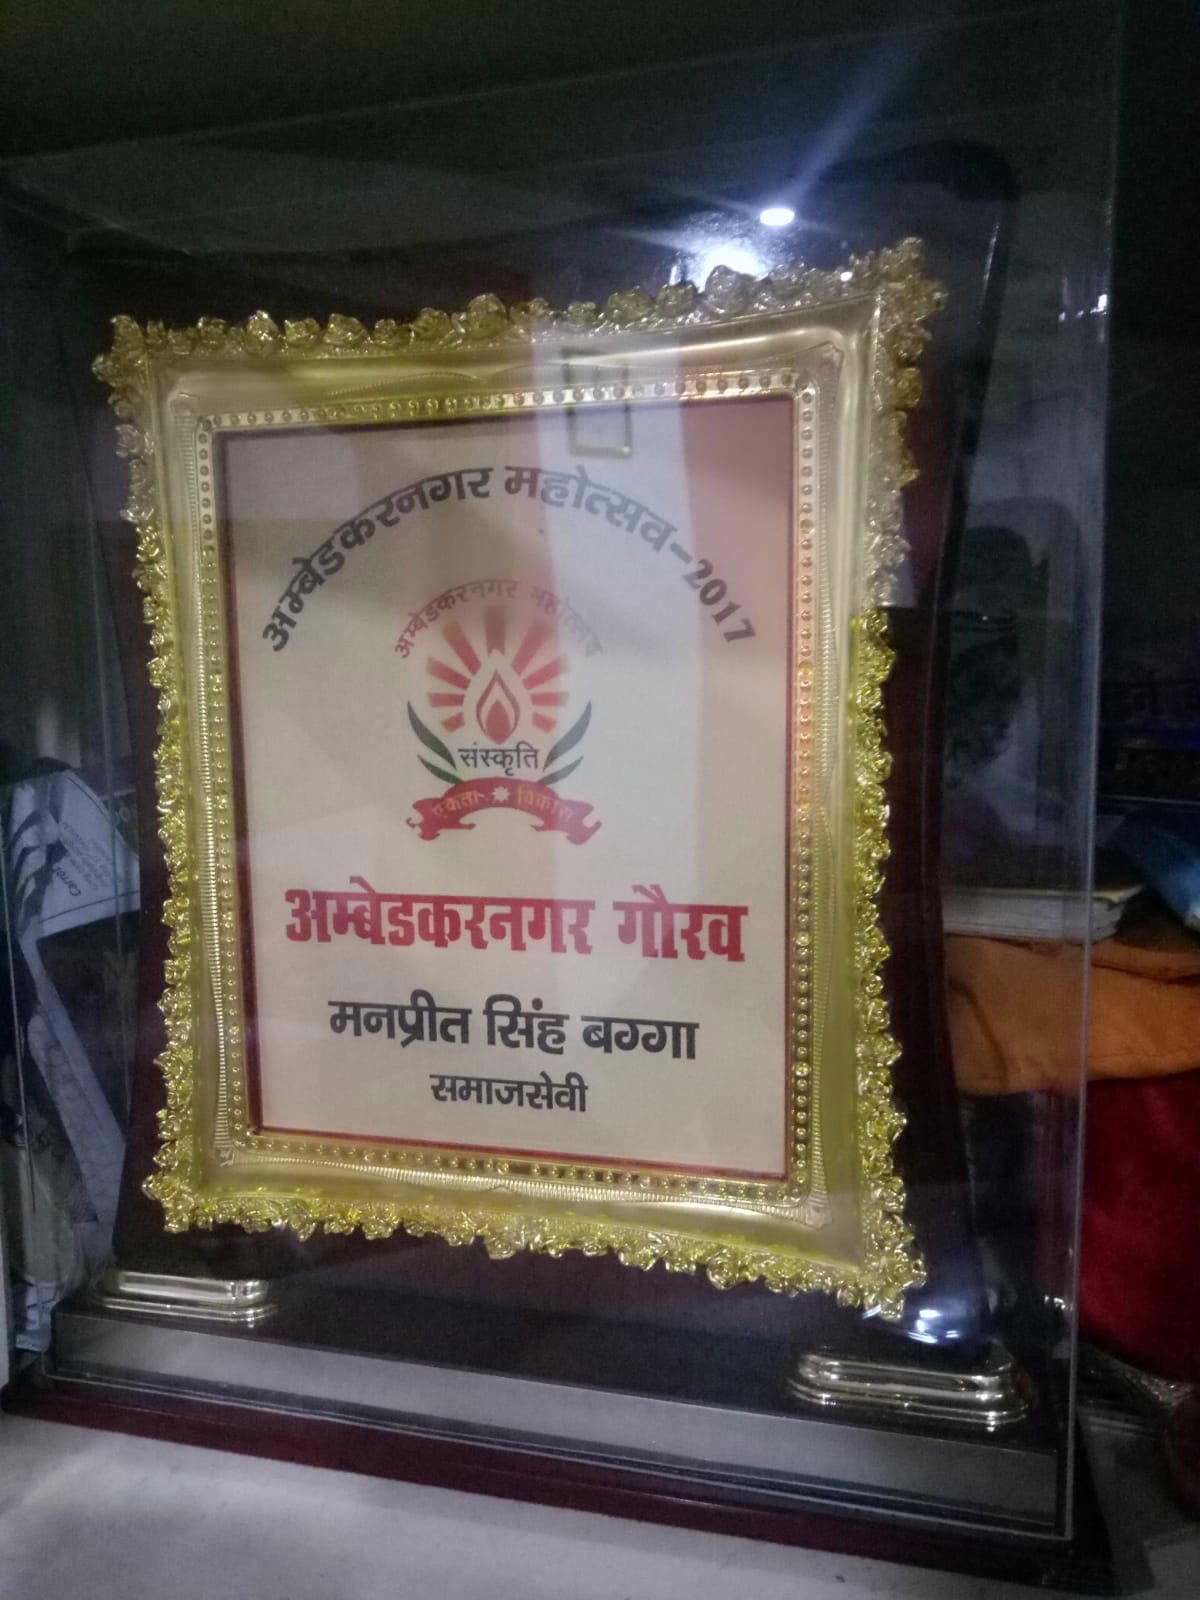 अम्बेडकरनगर महोत्सव-2017
अम्बेडकरनगर महोत्सव
संस्कृति
एकता विकास
अम्बेडकरनगर गौरव
मनप्रीत सिंह बग्गा
समाजसेवी